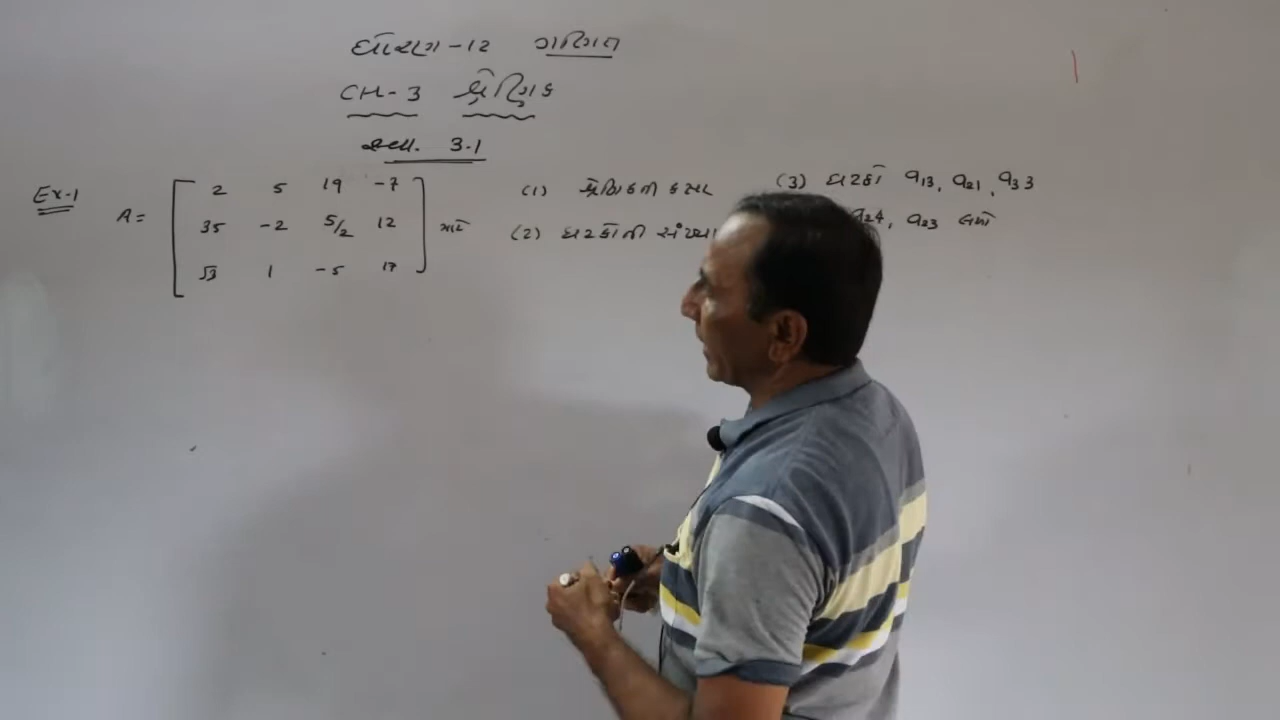 ધોરણ-12 ગણિત
CH-3 શ્રેણિક
સ્વા. 3.1
Ex-1 A = [ 2 5 19 -7
35 -2 5/2 12
√3 1 -5 17 ] માટે
(1) શ્રેણિકની કક્ષા
(2) ઘટકોની સંખ્યા
(3) ઘટકો a13, a21, a33
a24, a23 લખો